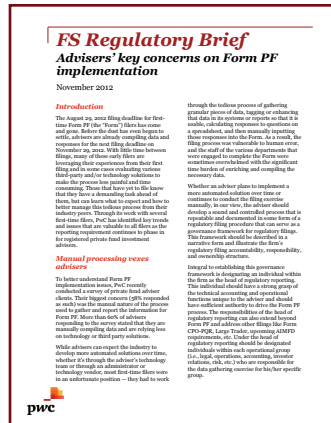 FS Regulatory Brief
Advisers' key concerns on Form PF
implementation
November 2012
Introduction
The August 29, 2012 filing deadline for first-
time Form PF (the "Form") filers has come
and gone. Before the dust has even begun to
settle, advisers are already compiling data and
responses for the next filing deadline on
November 29, 2012. With little time between
filings, many of these early filers are
leveraging their experiences from their first
filing and in some cases evaluating various
third-party and/or technology solutions to
make the process less painful and time
consuming. Those that have yet to file know
that they have a demanding task ahead of
them, but can learn what to expect and how to
better manage this tedious process from their
industry peers. Through its work with several
first-time filers, PwC has identified key trends
and issues that are valuable to all filers as the
reporting requirement continues to phase in
for registered private fund investment
advisers.
Manual processing vexes
advisers
To better understand Form PF
implementation issues, PwC recently
conducted a survey of private fund adviser
clients. Their biggest concern (58% responded
as such) was the manual nature of the process
used to gather and report the information for
Form PF. More than 60% of advisers
responding to the survey stated that they are
manually compiling data and are relying less
on technology or third party solutions.
While advisers can expect the industry to
develop more automated solutions over time,
whether it's through the adviser's technology
team or through an administrator or
technology vendor, most first-time filers were
in an unfortunate position – they had to work
through the tedious process of gathering
granular pieces of data, tagging or enhancing
that data in its systems or reports so that it is
usable, calculating responses to questions on
a spreadsheet, and then manually inputting
those responses into the Form. As a result, the
filing process was vulnerable to human error,
and the staff of the various departments that
were engaged to complete the Form were
sometimes overwhelmed with the significant
time burden of enriching and compiling the
necessary data.
Whether an adviser plans to implement a
more automated solution over time or
continues to conduct the filing exercise
manually, in our view, the adviser should
develop a sound and controlled process that is
repeatable and documented in some form of a
regulatory filing procedure that can serve as a
governance framework for regulatory filings.
This framework should be described in a
narrative form and illustrate the firm's
regulatory filing accountability, responsibility,
and ownership structure.
Integral to establishing this governance
framework is designating an individual within
the firm as the head of regulatory reporting.
This individual should have a strong grasp of
the technical accounting and operational
functions unique to the adviser and should
have sufficient authority to drive the Form PF
process. The responsibilities of the head of
regulatory reporting can also extend beyond
Form PF and address other filings like Form
CPO-PQR, Large Trader, upcoming AIMFD
requirements, etc. Under the head of
regulatory reporting should be designated
individuals within each operational group
(i.e., legal, operations, accounting, investor
relations, risk, etc.) who are responsible for
the data gathering exercise for his/her specific
group.
pwc